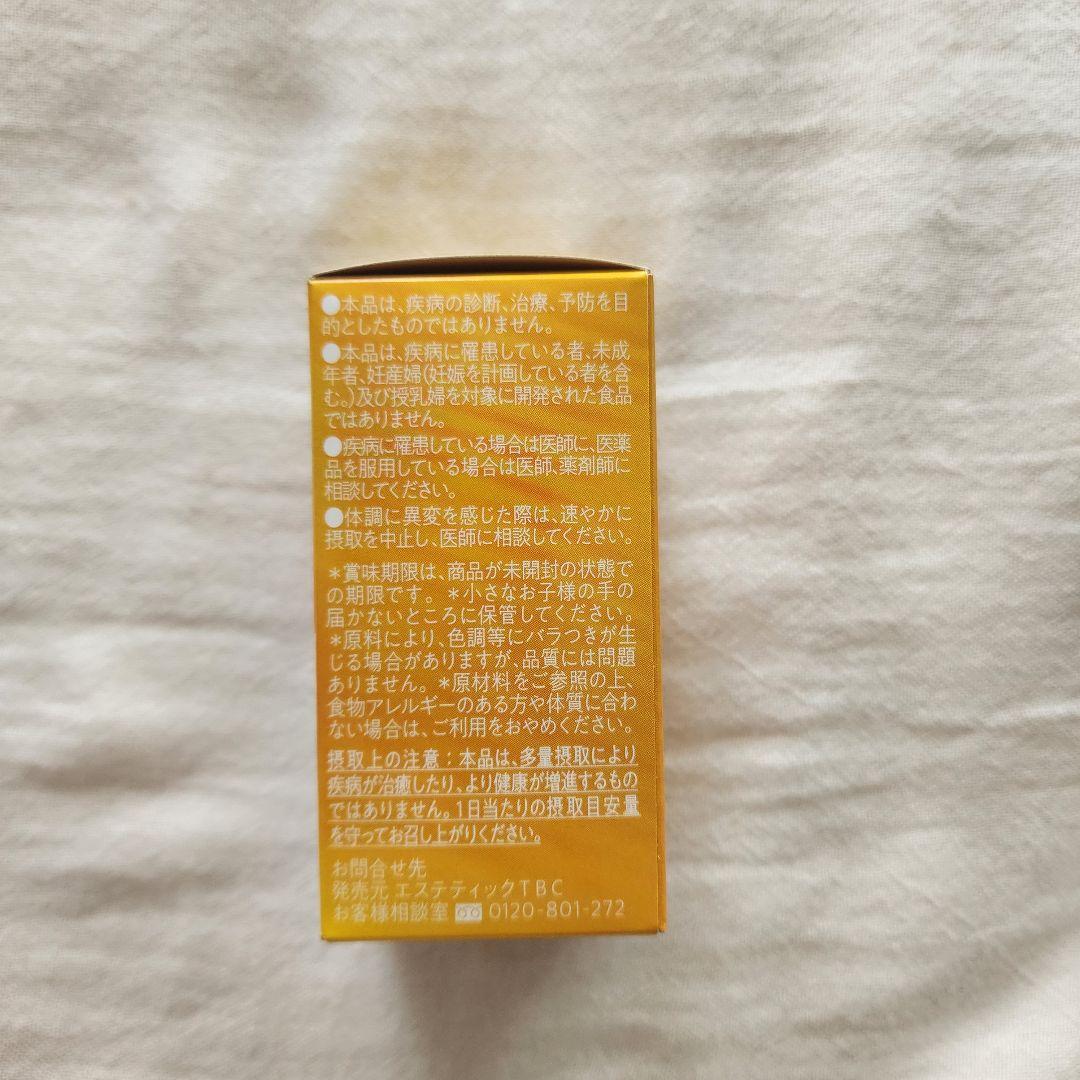 ●本品は、疾病の診断、治療、予防を目
的としたものではありません。
●本品は、疾病に罹患している者、未成
年者、妊産婦(妊娠を計画している者を含
む。)及び授乳婦を対象に開発された食品
ではありません。
●疾病に罹患している場合は医師に、医薬
品を服用している場合は医師、薬剤師に
相談してください。
●体調に異変を感じた際は、速やかに
摂取を中止し、医師に相談してください。
＊賞味期限は、商品が未開封の状態で
の期限です。＊小さなお子様の手の
届かないところに保管してください。
＊原料により、色調等にバラつきが生
じる場合がありますが、品質には問題
ありません。＊原材料をご参照の上、
食物アレルギーのある方や体質に合わ
ない場合は、ご利用をおやめください。
摂取上の注意：本品は、多量摂取により
疾病が治癒したり、より健康が増進するもの
ではありません。1日当たりの摂取目安量
を守ってお召し上がりください。
お問合せ先
発売元 エステティックTBC
お客様相談室 0120-801-272